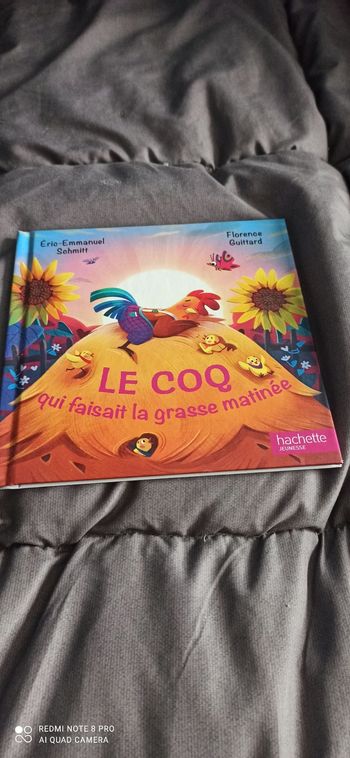 Éric-Emmanuel
Schmitt
Florence
Guittard
LE COQ
qui faisait la grasse matinée
hachette
JEUNESSE
REDMI NOTE 8 PRO
AI QUAD CAMERA